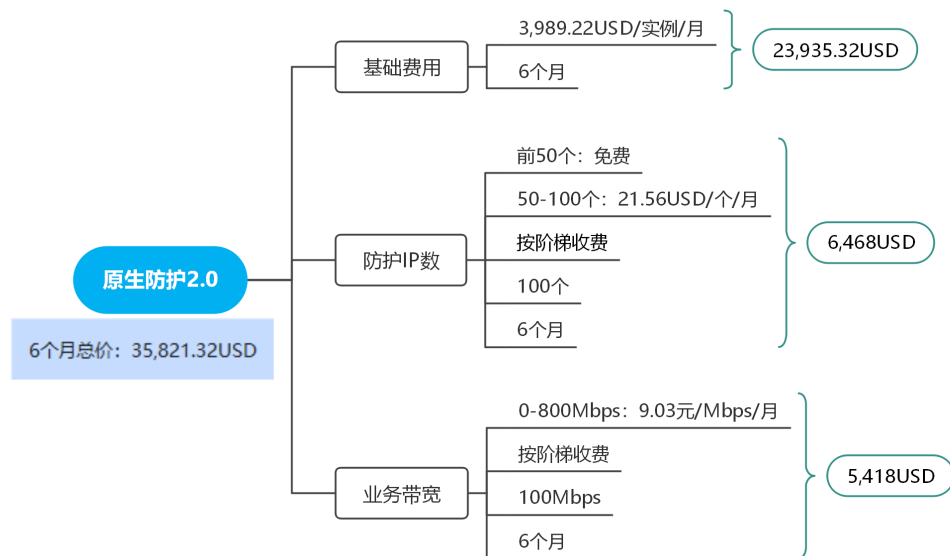 原生防护2.0
6个月总价：35,821.32USD
基础费用
3,989.22USD/实例/月
6个月
23,935.32USD
防护IP数
前50个：免费
50-100个：21.56USD/个/月
按阶梯收费
100个
6个月
6,468USD
业务带宽
0-800Mbps：9.03元/Mbps/月
按阶梯收费
100Mbps
6个月
5,418USD